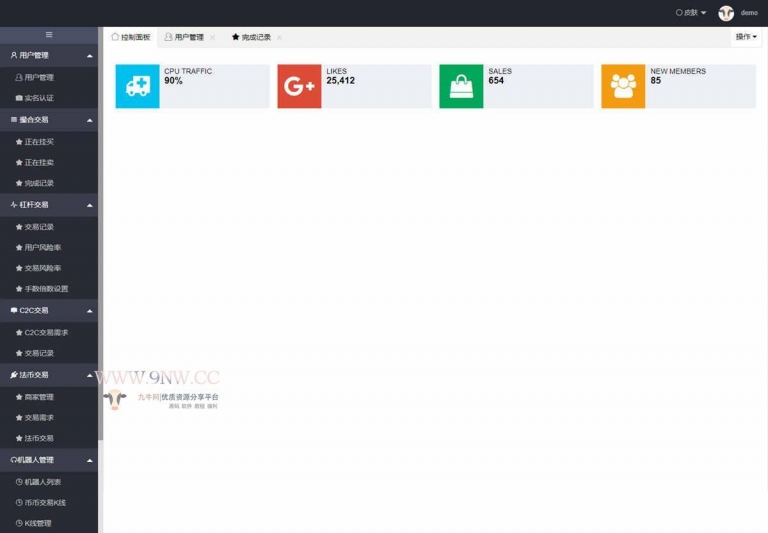 皮肤
demo
控制面板
用户管理
完成记录
操作
用户管理
用户管理
实名认证
撮合交易
正在挂买
正在挂卖
完成记录
杠杆交易
交易记录
用户风险率
交易风险率
手数倍数设置
C2C交易
C2C交易需求
交易记录
法币交易
商家管理
交易需求
法币交易
机器人管理
机器人列表
币币交易K线
K线管理
CPU TRAFFIC
90%
G+
LIKES
25,412
SALES
654
NEW MEMBERS
85
WWW.9NW.CC
九牛网|优质资源分享平台
源码 软件 教程 福利